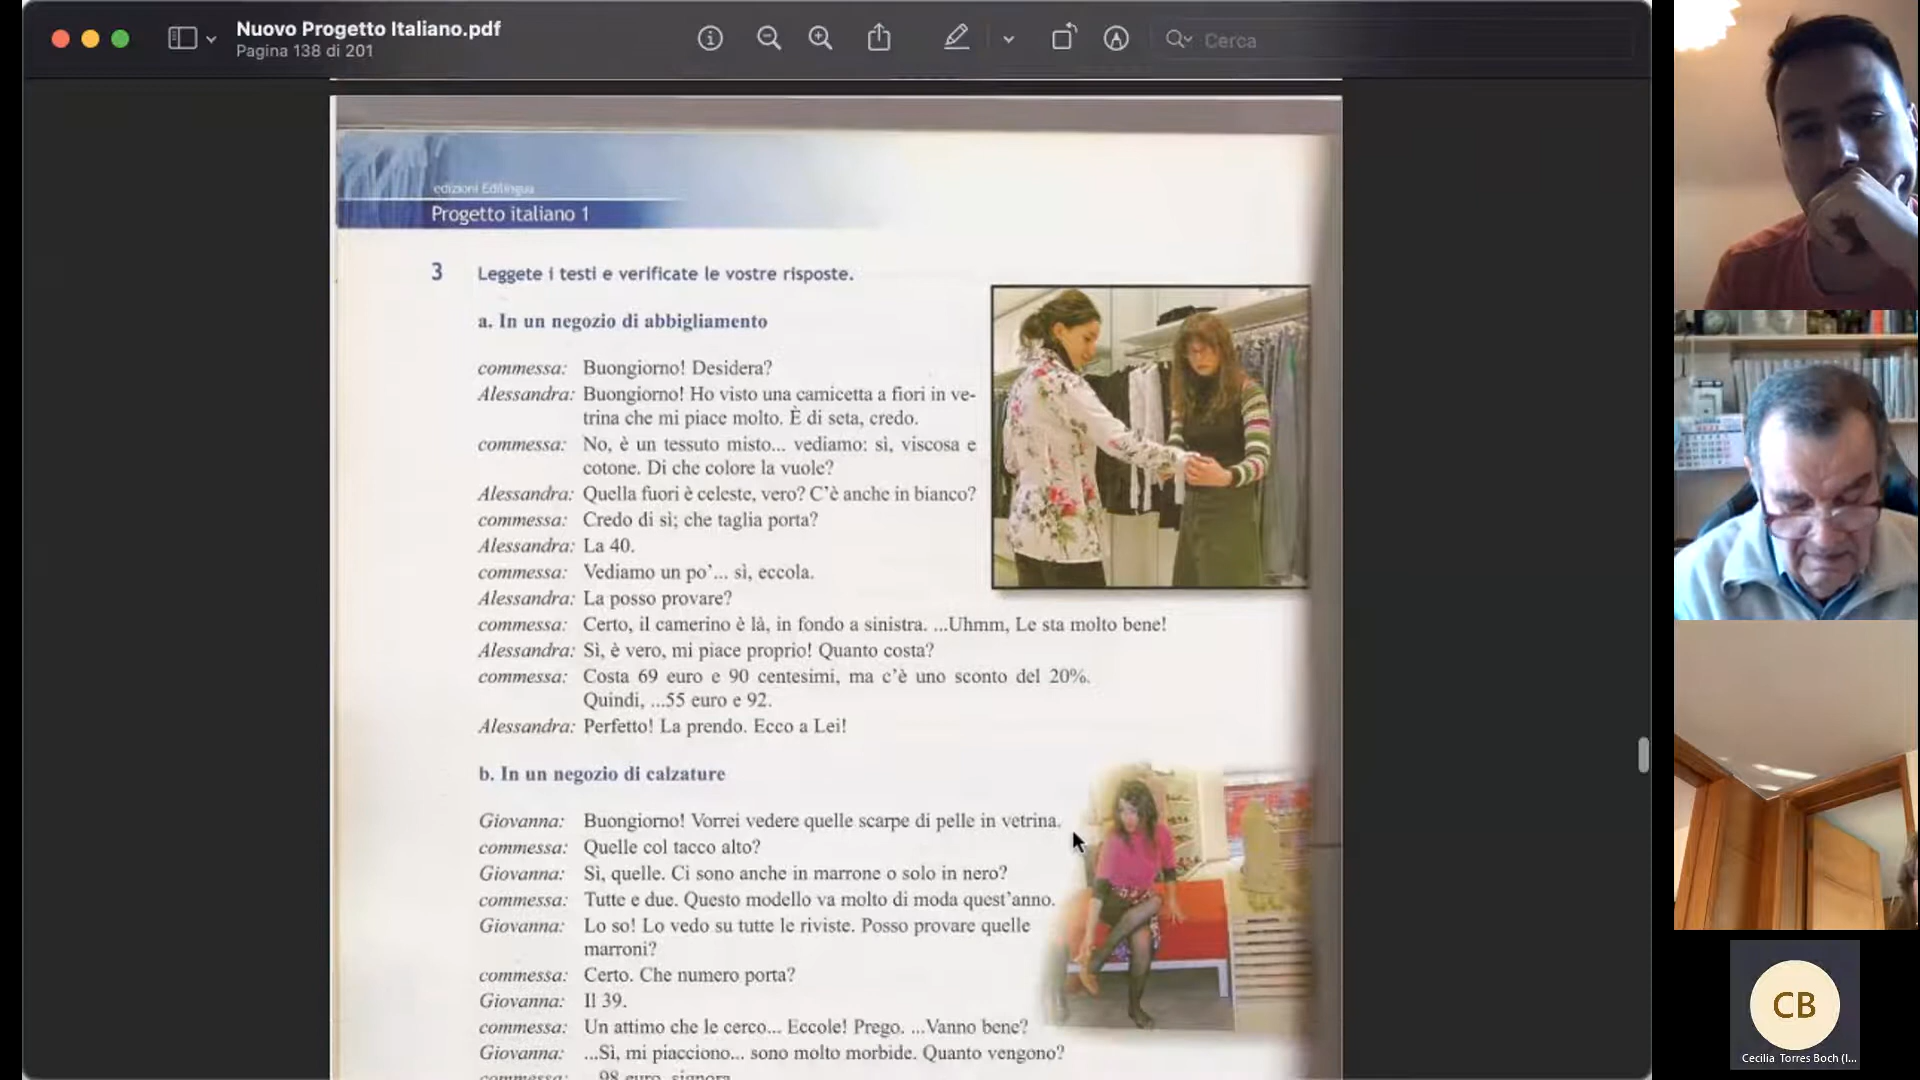 Nuovo Progetto Italiano.pdf
Pagina 138 di 201
Cerca
edizioni Edilingua
Progetto italiano 1
3 Leggete i testi e verificate le vostre risposte.
a. In un negozio di abbigliamento
commessa: Buongiorno! Desidera?
Alessandra: Buongiorno! Ho visto una camicetta a fiori in ve-
trina che mi piace molto. È di seta, credo.
commessa: No, è un tessuto misto... vediamo: sì, viscosa e
cotone. Di che colore la vuole?
Alessandra: Quella fuori è celeste, vero? C'è anche in bianco?
commessa: Credo di sì; che taglia porta?
Alessandra: La 40.
commessa: Vediamo un po'... sì, eccola.
Alessandra: La posso provare?
commessa: Certo, il camerino è là, in fondo a sinistra. ...Uhmm, Le sta molto bene!
Alessandra: Sì, è vero, mi piace proprio! Quanto costa?
commessa: Costa 69 euro e 90 centesimi, ma c'è uno sconto del 20%.
Quindi, ...55 euro e 92.
Alessandra: Perfetto! La prendo. Ecco a Lei!
b. In un negozio di calzature
Giovanna: Buongiorno! Vorrei vedere quelle scarpe di pelle in vetrina.
commessa: Quelle col tacco alto?
Giovanna: Sì, quelle. Ci sono anche in marrone o solo in nero?
commessa: Tutte e due. Questo modello va molto di moda quest'anno.
Giovanna: Lo so! Lo vedo su tutte le riviste. Posso provare quelle
marroni?
commessa: Certo. Che numero porta?
Giovanna: Il 39.
commessa: Un attimo che le cerco... Eccole! Prego. ...Vanno bene?
Giovanna: ...Sì, mi piacciono... sono molto morbide. Quanto vengono?
commessa: 98 euro, signora.
CB
Cecilia Torres Boch (I...